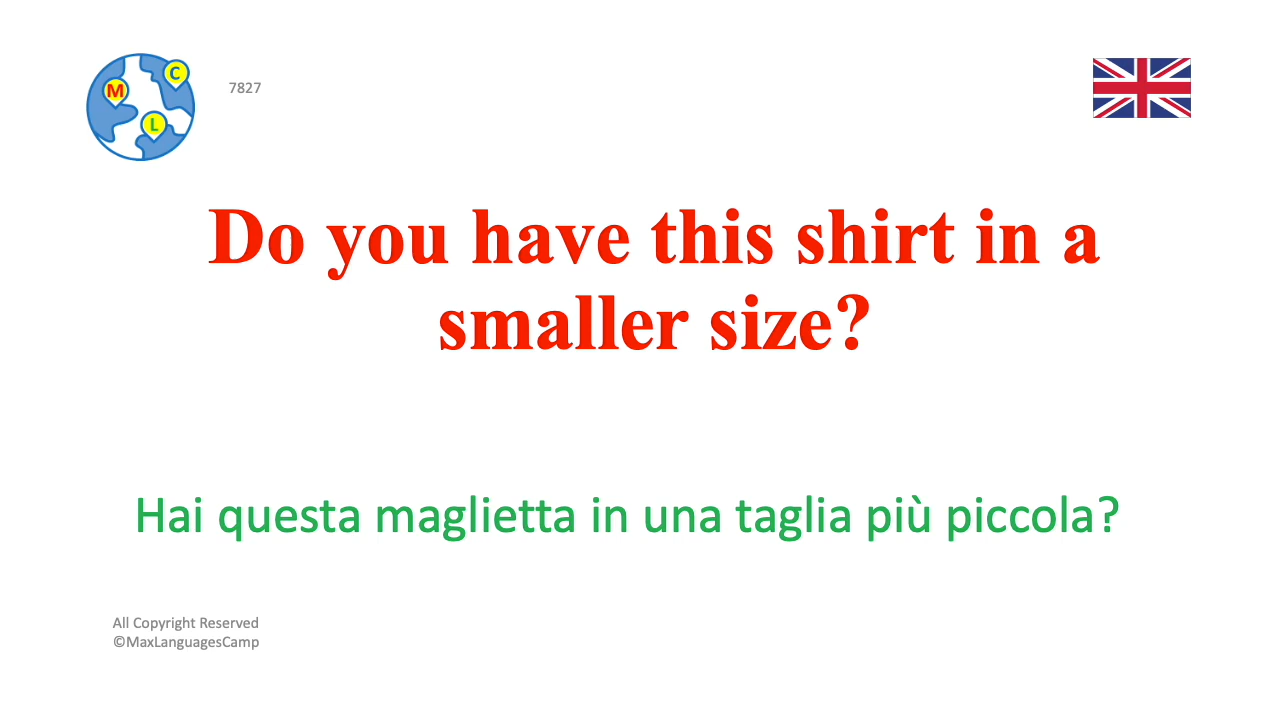 7827
M
C
L
Do you have this shirt in a
smaller size?
Hai questa maglietta in una taglia più piccola?
All Copyright Reserved
©MaxLanguagesCamp